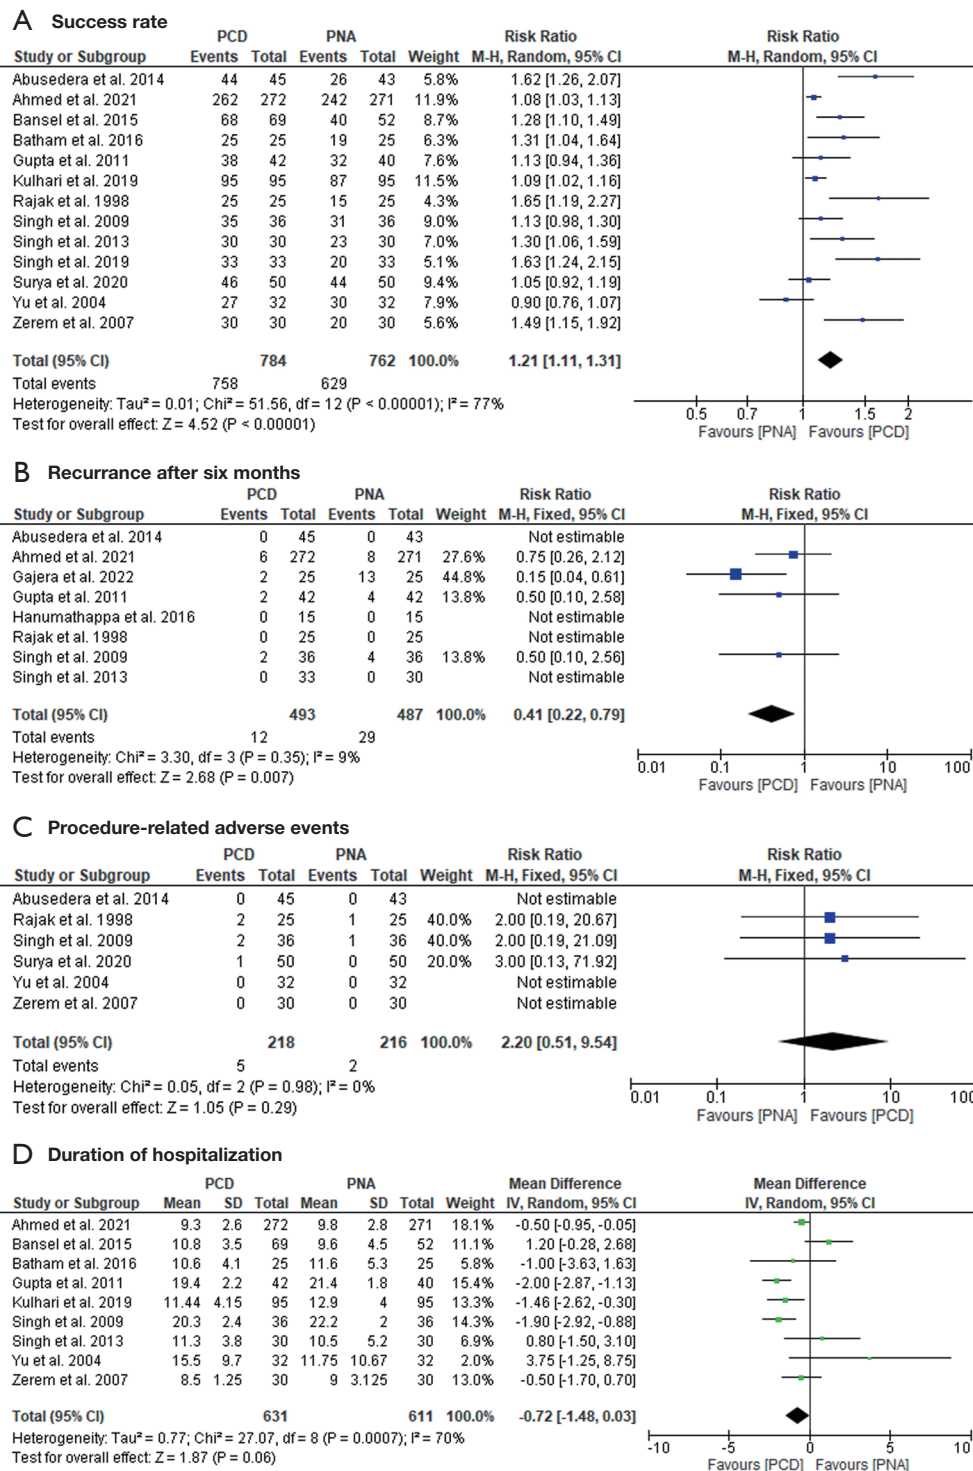 A Success rate
PCD PNA Risk Ratio Risk Ratio
Study or Subgroup Events Total Events Total Weight M-H, Random, 95% CI M-H, Random, 95% CI
Abusedera et al. 2014 44 45 26 43 5.8% 1.62 [1.26, 2.07]
Ahmed et al. 2021 262 272 242 271 11.9% 1.08 [1.03, 1.13]
Bansel et al. 2015 68 69 40 52 8.7% 1.28 [1.10, 1.49]
Batham et al. 2016 25 25 19 25 6.3% 1.31 [1.04, 1.64]
Gupta et al. 2011 38 42 32 40 7.6% 1.13 [0.94, 1.36]
Kulhari et al. 2019 95 95 87 95 11.5% 1.09 [1.02, 1.16]
Rajak et al. 1998 25 25 15 25 4.3% 1.65 [1.19, 2.27]
Singh et al. 2009 35 36 31 36 9.0% 1.13 [0.98, 1.30]
Singh et al. 2013 30 30 23 30 7.0% 1.30 [1.06, 1.59]
Singh et al. 2019 33 33 20 33 5.1% 1.63 [1.24, 2.15]
Surya et al. 2020 46 50 44 50 9.4% 1.05 [0.92, 1.19]
Yu et al. 2004 27 32 30 32 7.9% 0.90 [0.76, 1.07]
Zerem et al. 2007 30 30 20 30 5.6% 1.49 [1.15, 1.92]
Total (95% CI) 784 762 100.0% 1.21 [1.11, 1.31]
Total events 758 629
Heterogeneity: Tau² = 0.01; Chi² = 51.56, df = 12 (P < 0.00001); I² = 77%
Test for overall effect: Z = 4.52 (P < 0.00001)
0.5 0.7 1 1.5 2
Favours [PNA] Favours [PCD]
B Recurrance after six months
PCD PNA Risk Ratio Risk Ratio
Study or Subgroup Events Total Events Total Weight M-H, Fixed, 95% CI M-H, Fixed, 95% CI
Abusedera et al. 2014 0 45 0 43 Not estimable
Ahmed et al. 2021 6 272 8 271 27.6% 0.75 [0.26, 2.12]
Gajera et al. 2022 2 25 13 25 44.8% 0.15 [0.04, 0.61]
Gupta et al. 2011 2 42 4 42 13.8% 0.50 [0.10, 2.58]
Hanumathappa et al. 2016 0 15 0 15 Not estimable
Rajak et al. 1998 0 25 0 25 Not estimable
Singh et al. 2009 2 36 4 36 13.8% 0.50 [0.10, 2.56]
Singh et al. 2013 0 33 0 30 Not estimable
Total (95% CI) 493 487 100.0% 0.41 [0.22, 0.79]
Total events 12 29
Heterogeneity: Chi² = 3.30, df = 3 (P = 0.35); I² = 9%
Test for overall effect: Z = 2.68 (P = 0.007)
0.01 0.1 1 10 100
Favours [PCD] Favours [PNA]
C Procedure-related adverse events
PCD PNA Risk Ratio Risk Ratio
Study or Subgroup Events Total Events Total Weight M-H, Fixed, 95% CI M-H, Fixed, 95% CI
Abusedera et al. 2014 0 45 0 43 Not estimable
Rajak et al. 1998 2 25 1 25 40.0% 2.00 [0.19, 20.67]
Singh et al. 2009 2 36 1 36 40.0% 2.00 [0.19, 21.09]
Surya et al. 2020 1 50 0 50 20.0% 3.00 [0.13, 71.92]
Yu et al. 2004 0 32 0 32 Not estimable
Zerem et al. 2007 0 30 0 30 Not estimable
Total (95% CI) 218 216 100.0% 2.20 [0.51, 9.54]
Total events 5 2
Heterogeneity: Chi² = 0.05, df = 2 (P = 0.98); I² = 0%
Test for overall effect: Z = 1.05 (P = 0.29)
0.01 0.1 1 10 100
Favours [PNA] Favours [PCD]
D Duration of hospitalization
PCD PNA Mean Difference Mean Difference
Study or Subgroup Mean SD Total Mean SD Total Weight IV, Random, 95% CI IV, Random, 95% CI
Ahmed et al. 2021 9.3 2.6 272 9.8 2.8 271 18.1% -0.50 [-0.95, -0.05]
Bansel et al. 2015 10.8 3.5 69 9.6 4.5 52 11.1% 1.20 [-0.28, 2.68]
Batham et al. 2016 10.6 4.1 25 11.6 5.3 25 5.8% -1.00 [-3.63, 1.63]
Gupta et al. 2011 19.4 2.2 42 21.4 1.8 40 15.4% -2.00 [-2.87, -1.13]
Kulhari et al. 2019 11.44 4.15 95 12.9 4 95 13.3% -1.46 [-2.62, -0.30]
Singh et al. 2009 20.3 2.4 36 22.2 2 36 14.3% -1.90 [-2.92, -0.88]
Singh et al. 2013 11.3 3.8 30 10.5 5.2 30 6.9% 0.80 [-1.50, 3.10]
Yu et al. 2004 15.5 9.7 32 11.75 10.67 32 2.0% 3.75 [-1.25, 8.75]
Zerem et al. 2007 8.5 1.25 30 9 3.125 30 13.0% -0.50 [-1.70, 0.70]
Total (95% CI) 631 611 100.0% -0.72 [-1.48, 0.03]
Heterogeneity: Tau² = 0.77; Chi² = 27.07, df = 8 (P = 0.0007); I² = 70%
Test for overall effect: Z = 1.87 (P = 0.06)
-10 -5 0 5 10
Favours [PCD] Favours [PNA]